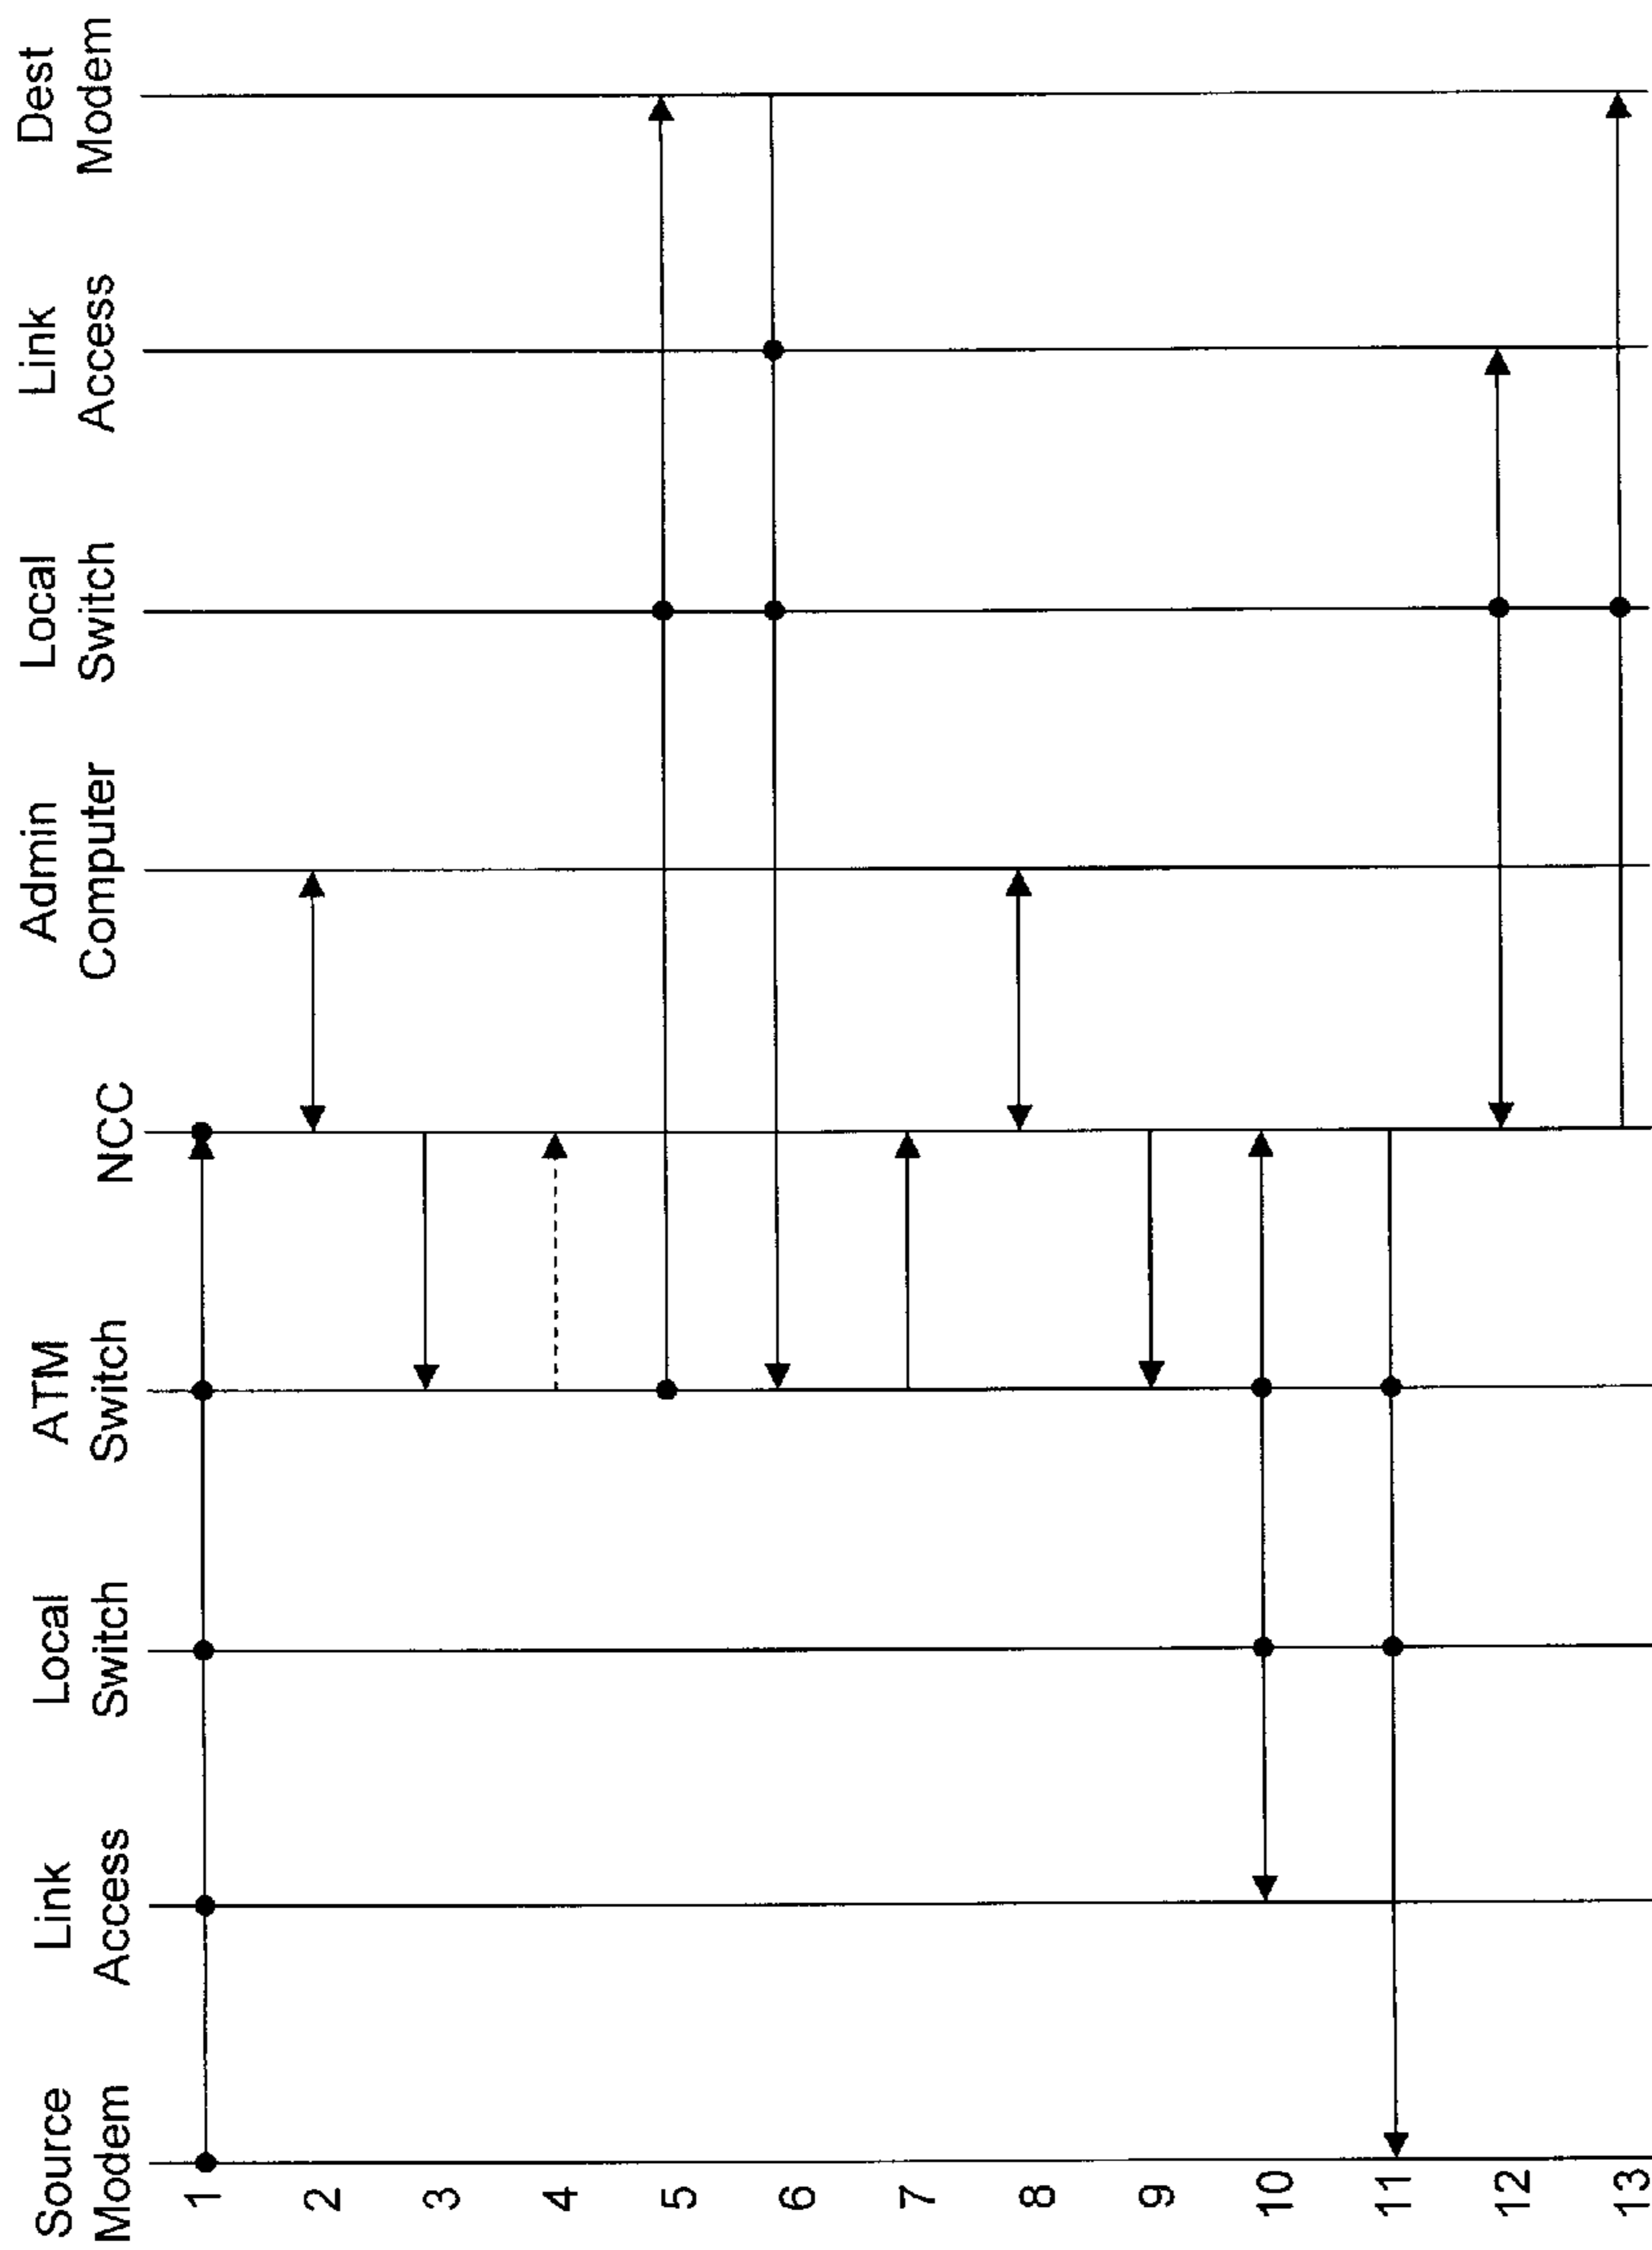 Source
Modem
Link
Access
Local
Switch
ATM
Switch
NCC
Admin
Computer
Local
Switch
Link
Access
Dest
Modem
1
2
3
4
5
6
7
8
9
10
11
12
13